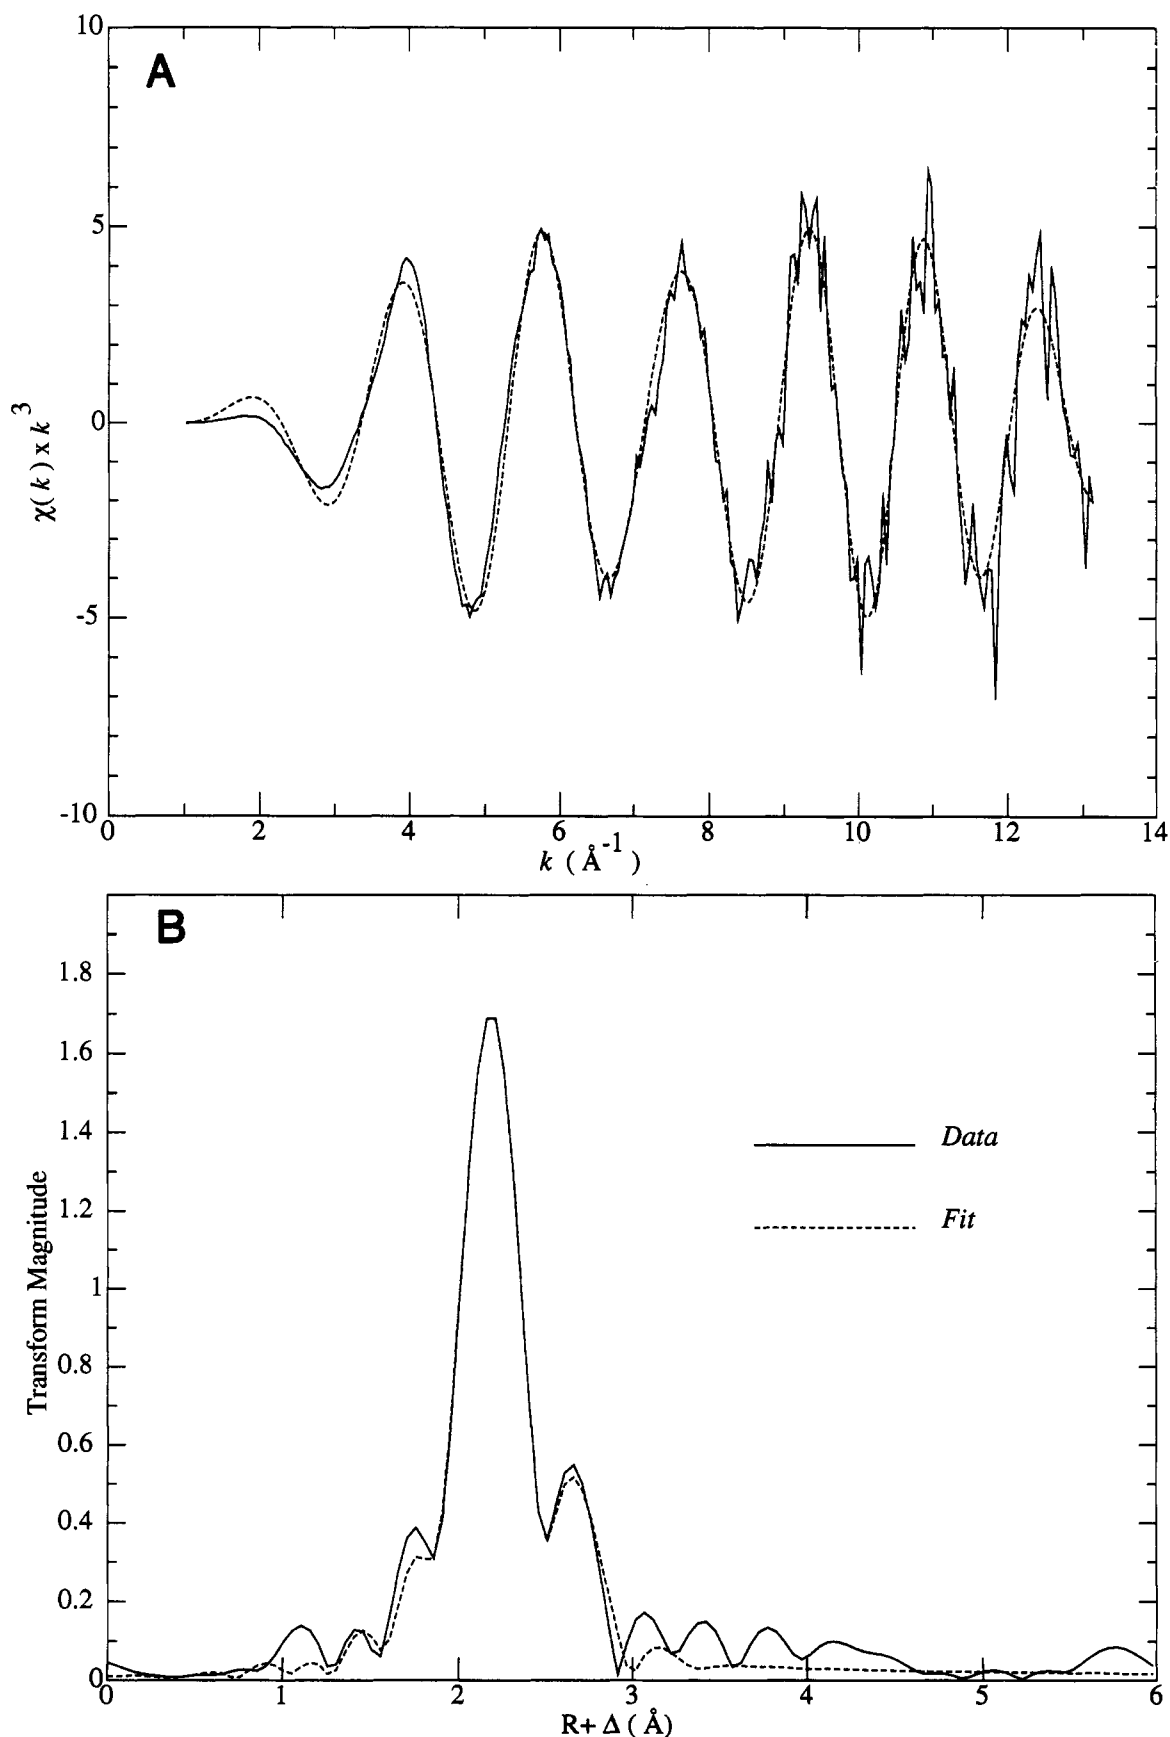 A
10
5
0
-5
-10
χ(k) x k³
0 2 4 6 8 10 12 14
k ( Å⁻¹ )
B
1.8
1.6
1.4
1.2
1
0.8
0.6
0.4
0.2
0
Transform Magnitude
Data
Fit
0 1 2 3 4 5 6
R+ Δ ( Å )